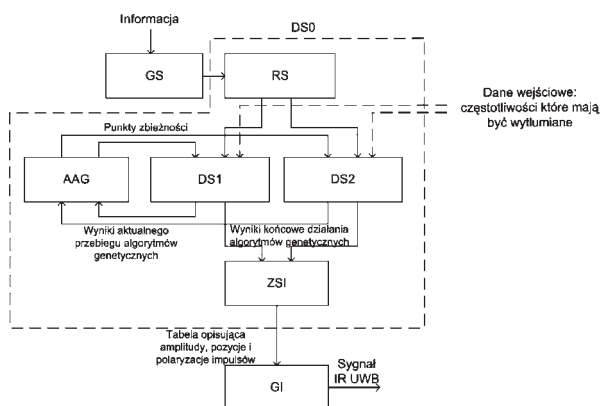 Informacja
DS0
GS
RS
Dane wejściowe:
częstotliwości które mają
być wytłumiane
Punkty zbieżności
AAG
DS1
DS2
Wyniki aktualnego
przebiegu algorytmów
genetycznych
Wyniki końcowe działania
algorytmów genetycznych
ZSI
Tabela opisująca
amplitudy, pozycje i
polaryzacje impulsów
GI
Sygnał
IR UWB